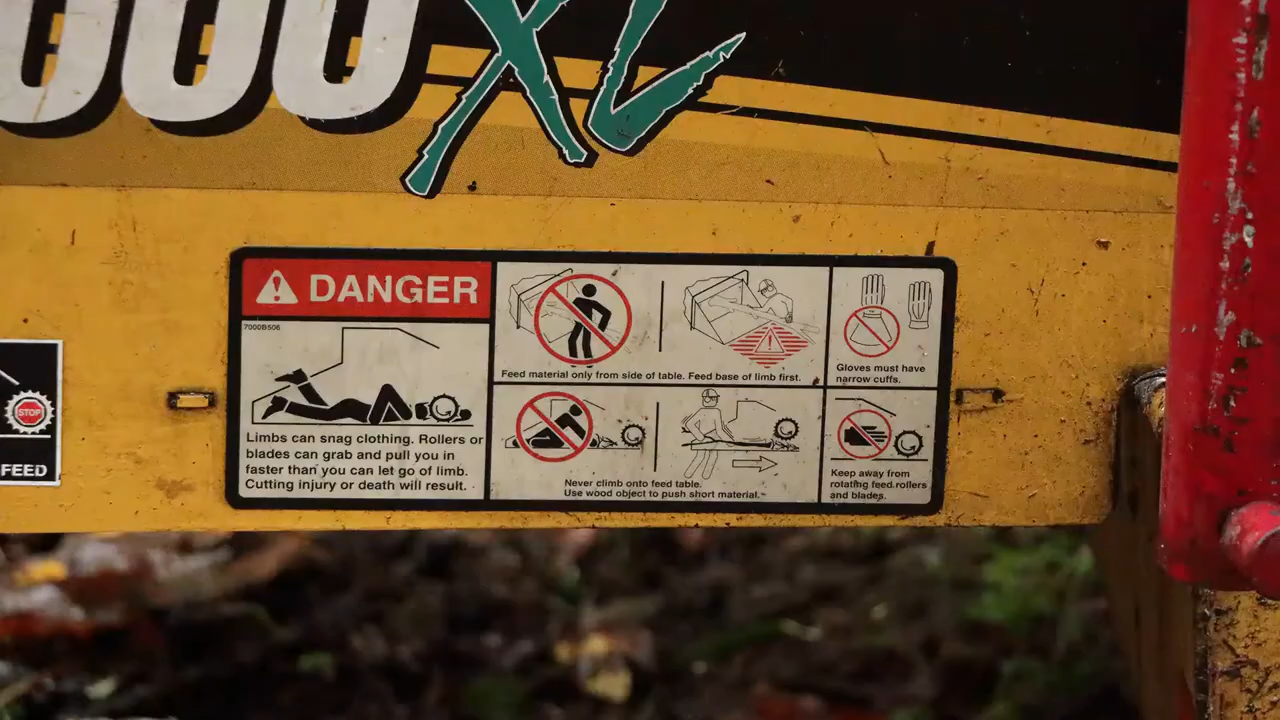 000XL
DANGER
7000B506
Limbs can snag clothing. Rollers or
blades can grab and pull you in
faster than you can let go of limb.
Cutting injury or death will result.
Feed material only from side of table. Feed base of limb first.
Gloves must have
narrow cuffs.
Never climb onto feed table.
Use wood object to push short material.
Keep away from
rotating feed rollers
and blades.
STOP
FEED